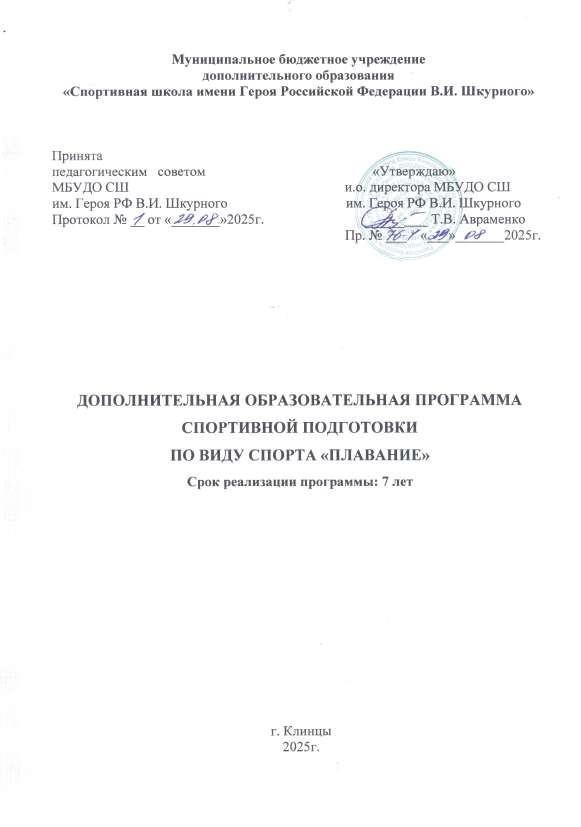 Муниципальное бюджетное учреждение
дополнительного образования
«Спортивная школа имени Героя Российской Федерации В.И. Шкурного»
Принята
педагогическим советом
МБУДО СШ
им. Героя РФ В.И. Шкурного
Протокол № 1 от «29.08»2025г.
«Утверждаю»
и.о. директора МБУДО СШ
им. Героя РФ В.И. Шкурного
Т.В. Авраменко
Пр. № «29» 08 2025г.
ДОПОЛНИТЕЛЬНАЯ ОБРАЗОВАТЕЛЬНАЯ ПРОГРАММА
СПОРТИВНОЙ ПОДГОТОВКИ
ПО ВИДУ СПОРТА «ПЛАВАНИЕ»
Срок реализации программы: 7 лет
г. Клинцы
2025г.